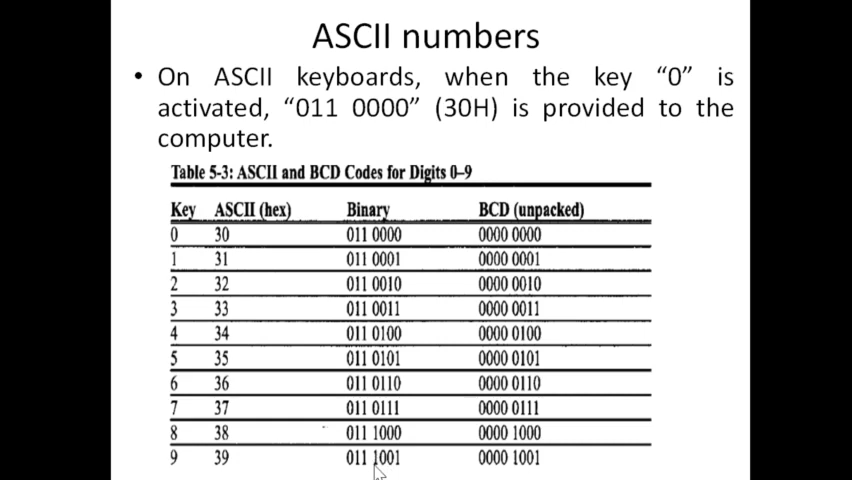 ASCII numbers
• On ASCII keyboards, when the key “0” is
activated, “011 0000” (30H) is provided to the
computer.
Table 5-3: ASCII and BCD Codes for Digits 0–9
Key ASCII (hex) Binary BCD (unpacked)
0 30 011 0000 0000 0000
1 31 011 0001 0000 0001
2 32 011 0010 0000 0010
3 33 011 0011 0000 0011
4 34 011 0100 0000 0100
5 35 011 0101 0000 0101
6 36 011 0110 0000 0110
7 37 011 0111 0000 0111
8 38 011 1000 0000 1000
9 39 011 1001 0000 1001